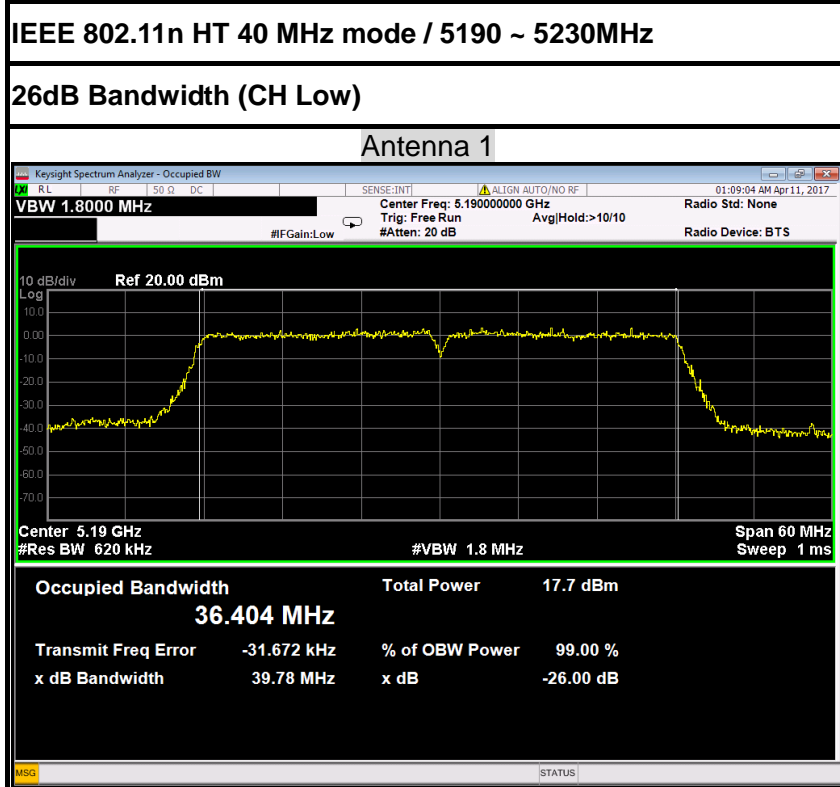 IEEE 802.11n HT 40 MHz mode / 5190 ~ 5230MHz
26dB Bandwidth (CH Low)
Antenna 1
Keysight Spectrum Analyzer - Occupied BW
LXI RL RF 50 Ω DC SENSE:INT ALIGN AUTO/NO RF 01:09:04 AM Apr 11, 2017
VBW 1.8000 MHz Center Freq: 5.190000000 GHz Radio Std: None
Trig: Free Run Avg|Hold:>10/10
#IFGain:Low #Atten: 20 dB Radio Device: BTS
10 dB/div Ref 20.00 dBm
Log
10.0
0.00
-10.0
-20.0
-30.0
-40.0
-50.0
-60.0
-70.0
Center 5.19 GHz Span 60 MHz
#Res BW 620 kHz #VBW 1.8 MHz Sweep 1 ms
Occupied Bandwidth Total Power 17.7 dBm
36.404 MHz
Transmit Freq Error -31.672 kHz % of OBW Power 99.00 %
x dB Bandwidth 39.78 MHz x dB -26.00 dB
MSG STATUS